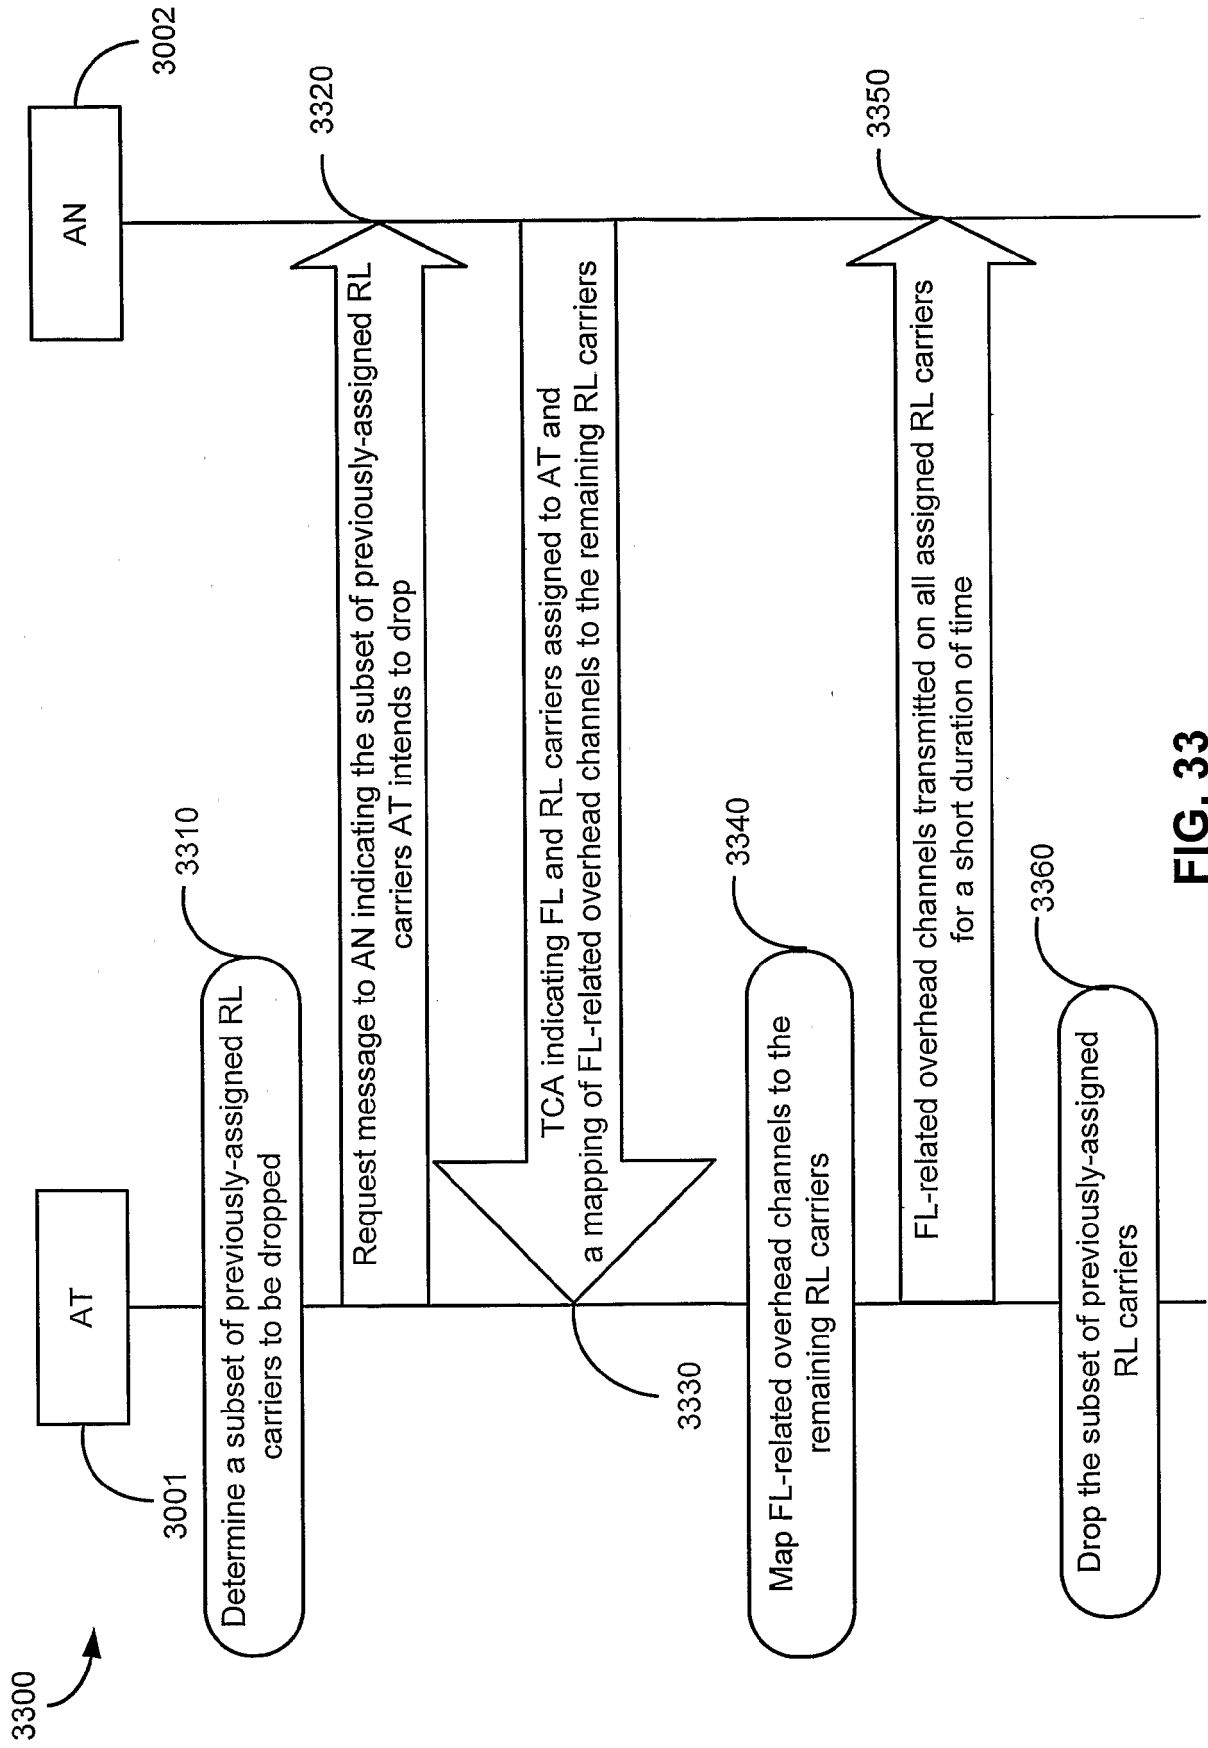 3300
AT
3001
AN
3002
Determine a subset of previously-assigned RL
carriers to be dropped
3310
Request message to AN indicating the subset of previously-assigned RL
carriers AT intends to drop
3320
TCA indicating FL and RL carriers assigned to AT and
a mapping of FL-related overhead channels to the remaining RL carriers
3330
Map FL-related overhead channels to the
remaining RL carriers
3340
FL-related overhead channels transmitted on all assigned RL carriers
for a short duration of time
3350
Drop the subset of previously-assigned
RL carriers
3360
FIG. 33